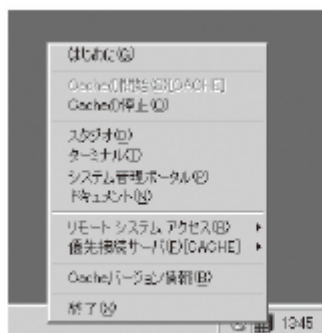 はじめに(G)
Cacheの開始(S)[CACHE]
Cacheの停止(O)
スタジオ(D)
ターミナル(T)
システム管理ポータル(P)
ドキュメント(N)
リモート システム アクセス(R)
優先接続サーバ(E)[CACHE]
Cacheバージョン情報(B)
終了(X)
13:45